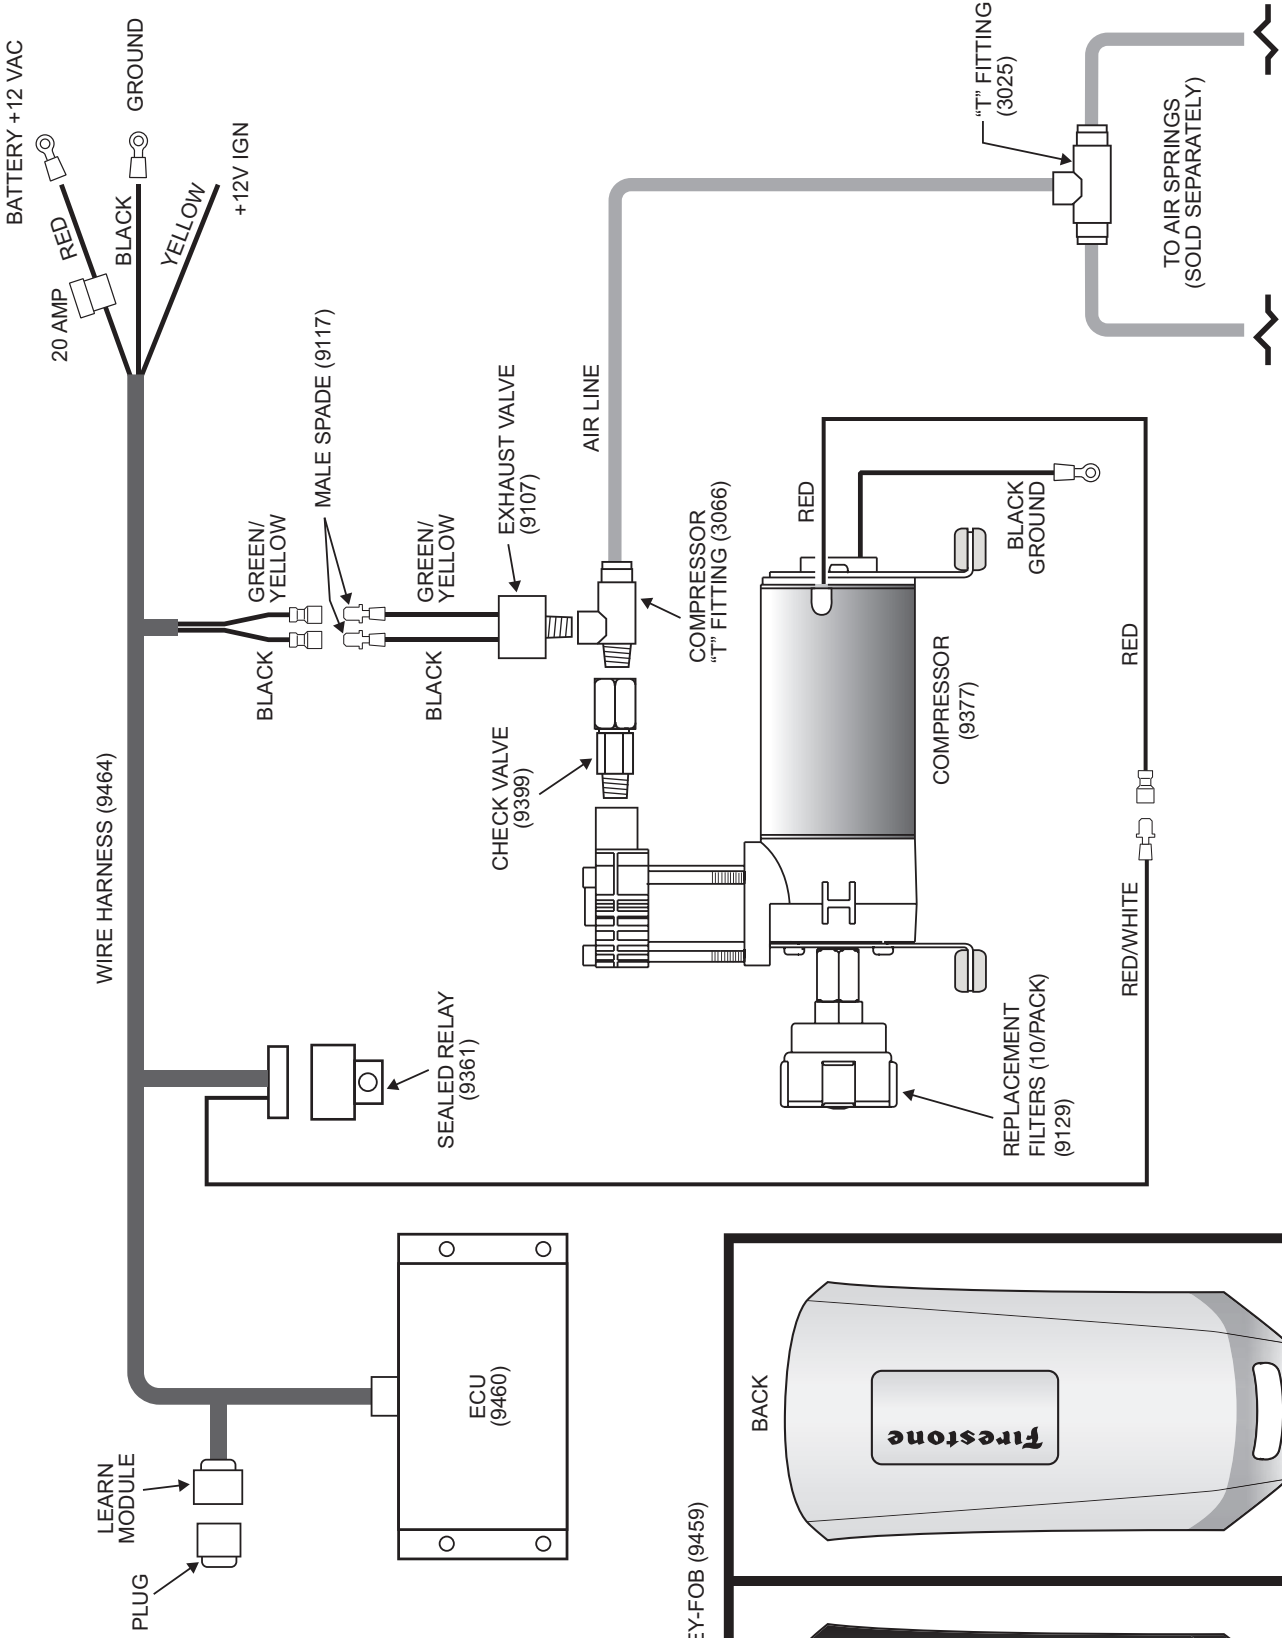 BATTERY +12 VAC
GROUND
+12V IGN
RED
BLACK
YELLOW
20 AMP
WIRE HARNESS (9464)
GREEN/
YELLOW
BLACK
MALE SPADE (9117)
GREEN/
YELLOW
BLACK
EXHAUST VALVE
(9107)
AIR LINE
"T" FITTING
(3025)
TO AIR SPRINGS
(SOLD SEPARATELY)
COMPRESSOR
"T" FITTING (3066)
CHECK VALVE
(9399)
RED
BLACK
GROUND
COMPRESSOR
(9377)
RED
RED/WHITE
SEALED RELAY
(9361)
REPLACEMENT
FILTERS (10/PACK)
(9129)
ECU
(9460)
LEARN
MODULE
PLUG
EY-FOB (9459)
BACK
Firestone